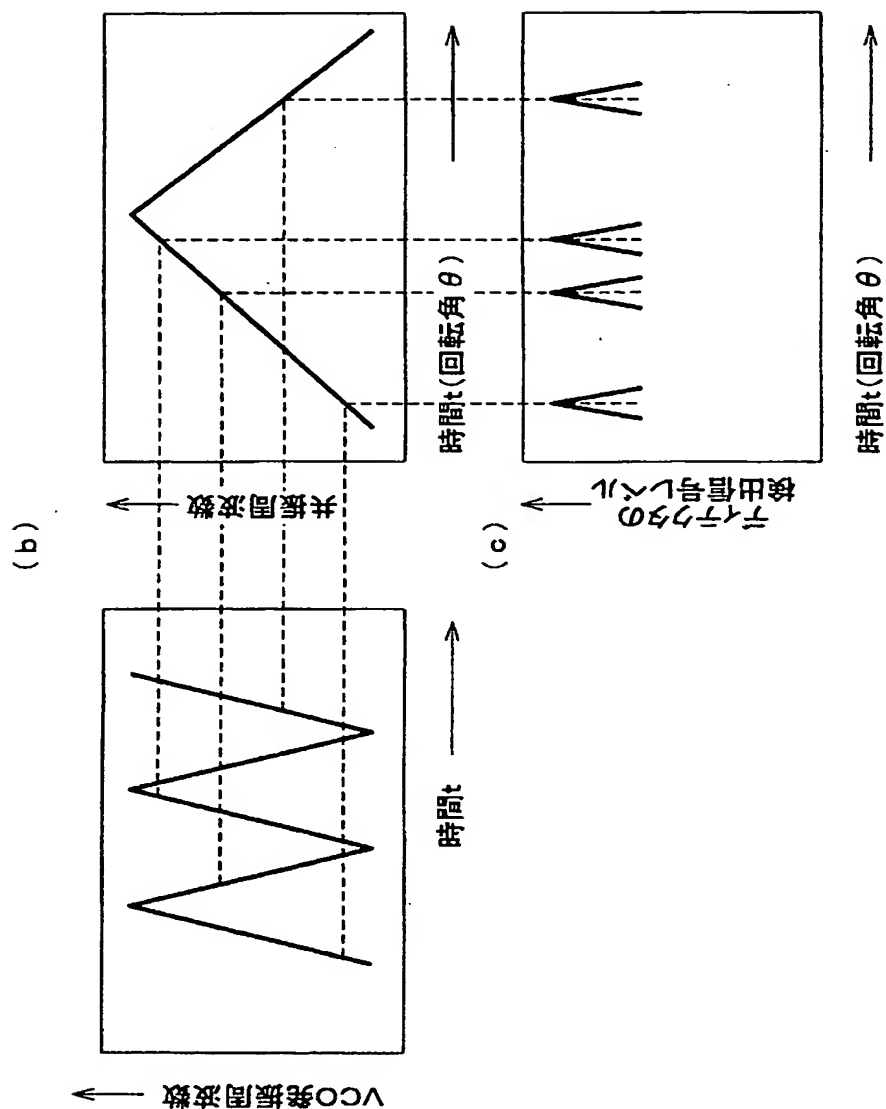 (b)
VCO発振周波数
時間t
共振周波数
時間t(回転角θ)
(c)
ディテクタの
検出信号レベル
時間t(回転角θ)